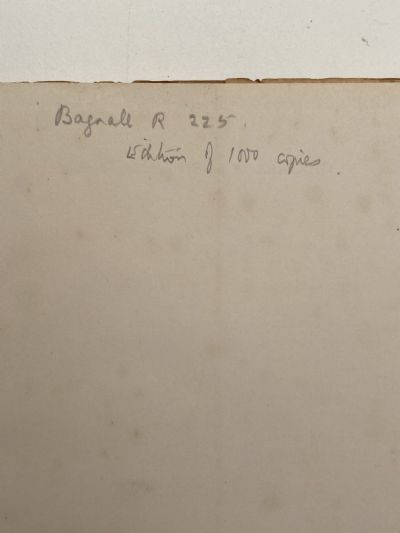 Bagnall R 225.
Edition of 1000 copies.